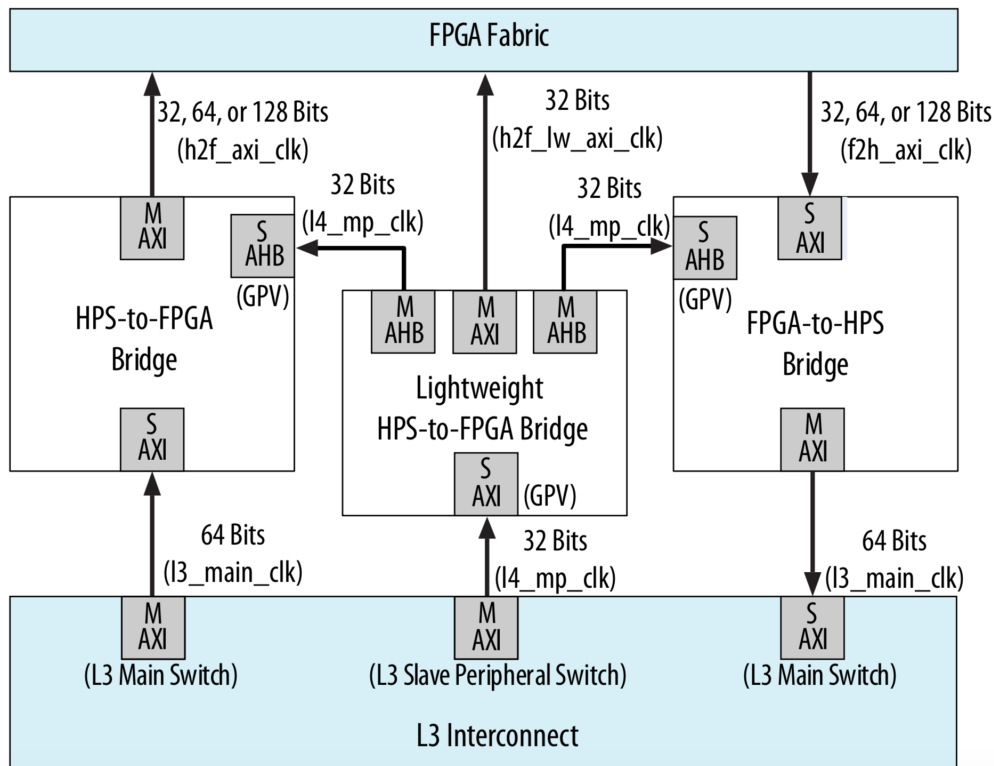 FPGA Fabric
32, 64, or 128 Bits
(h2f_axi_clk)
32 Bits
(h2f_lw_axi_clk)
32, 64, or 128 Bits
(f2h_axi_clk)
32 Bits
(l4_mp_clk)
32 Bits
(l4_mp_clk)
M
AXI
S
AHB
(GPV)
HPS-to-FPGA
Bridge
S
AXI
M
AHB
M
AXI
M
AHB
Lightweight
HPS-to-FPGA Bridge
S
AXI
(GPV)
S
AHB
(GPV)
S
AXI
FPGA-to-HPS
Bridge
M
AXI
64 Bits
(l3_main_clk)
32 Bits
(l4_mp_clk)
64 Bits
(l3_main_clk)
M
AXI
(L3 Main Switch)
M
AXI
(L3 Slave Peripheral Switch)
S
AXI
(L3 Main Switch)
L3 Interconnect